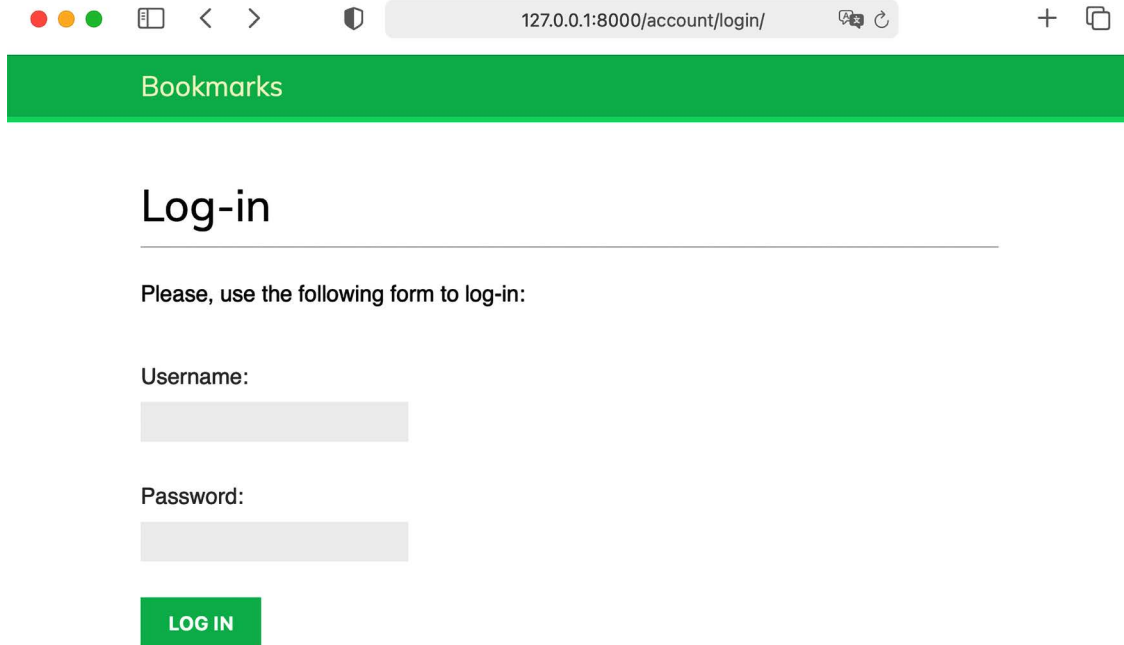 127.0.0.1:8000/account/login/
Bookmarks
Log-in
Please, use the following form to log-in:
Username:
Password:
LOG IN